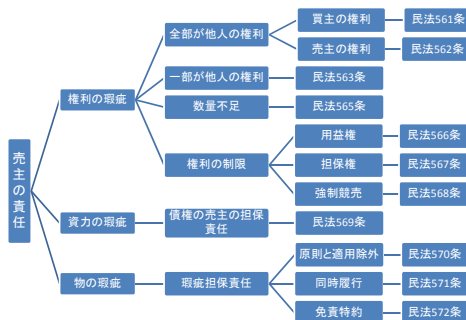 売主の責任
権利の瑕疵
全部が他人の権利
買主の権利
民法561条
売主の権利
民法562条
一部が他人の権利
民法563条
数量不足
民法565条
権利の制限
用益権
民法566条
担保権
民法567条
強制競売
民法568条
資力の瑕疵
債権の売主の担保
責任
民法569条
物の瑕疵
瑕疵担保責任
原則と適用除外
民法570条
同時履行
民法571条
免責特約
民法572条